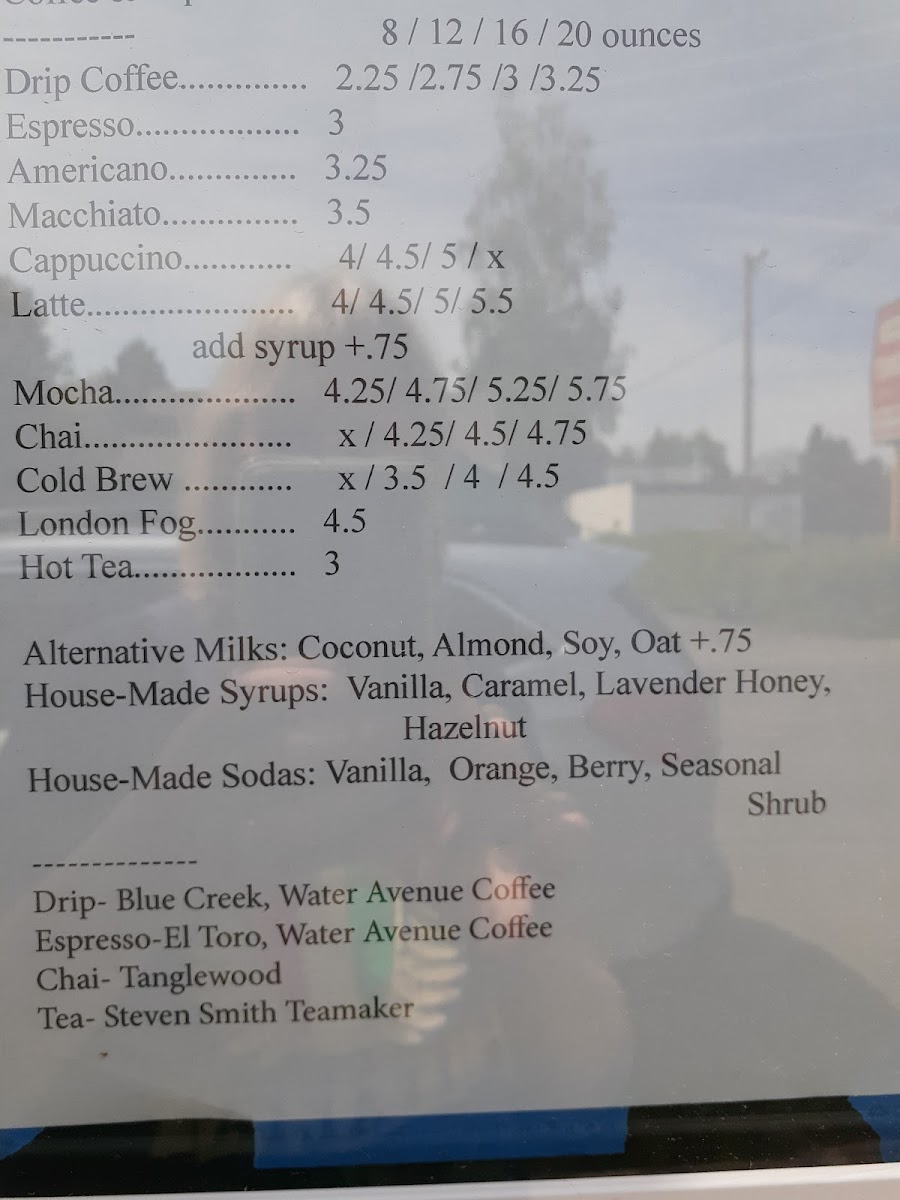 -----------
8 / 12 / 16 / 20 ounces
Drip Coffee.............. 2.25 /2.75 /3 /3.25
Espresso.................. 3
Americano.............. 3.25
Macchiato............... 3.5
Cappuccino............ 4/ 4.5/ 5 / x
Latte....................... 4/ 4.5/ 5/ 5.5
add syrup +.75
Mocha.................... 4.25/ 4.75/ 5.25/ 5.75
Chai....................... x / 4.25/ 4.5/ 4.75
Cold Brew ............ x / 3.5 / 4 / 4.5
London Fog........... 4.5
Hot Tea.................. 3
Alternative Milks: Coconut, Almond, Soy, Oat +.75
House-Made Syrups: Vanilla, Caramel, Lavender Honey,
Hazelnut
House-Made Sodas: Vanilla, Orange, Berry, Seasonal
Shrub
--------------
Drip- Blue Creek, Water Avenue Coffee
Espresso-El Toro, Water Avenue Coffee
Chai- Tanglewood
Tea- Steven Smith Teamaker